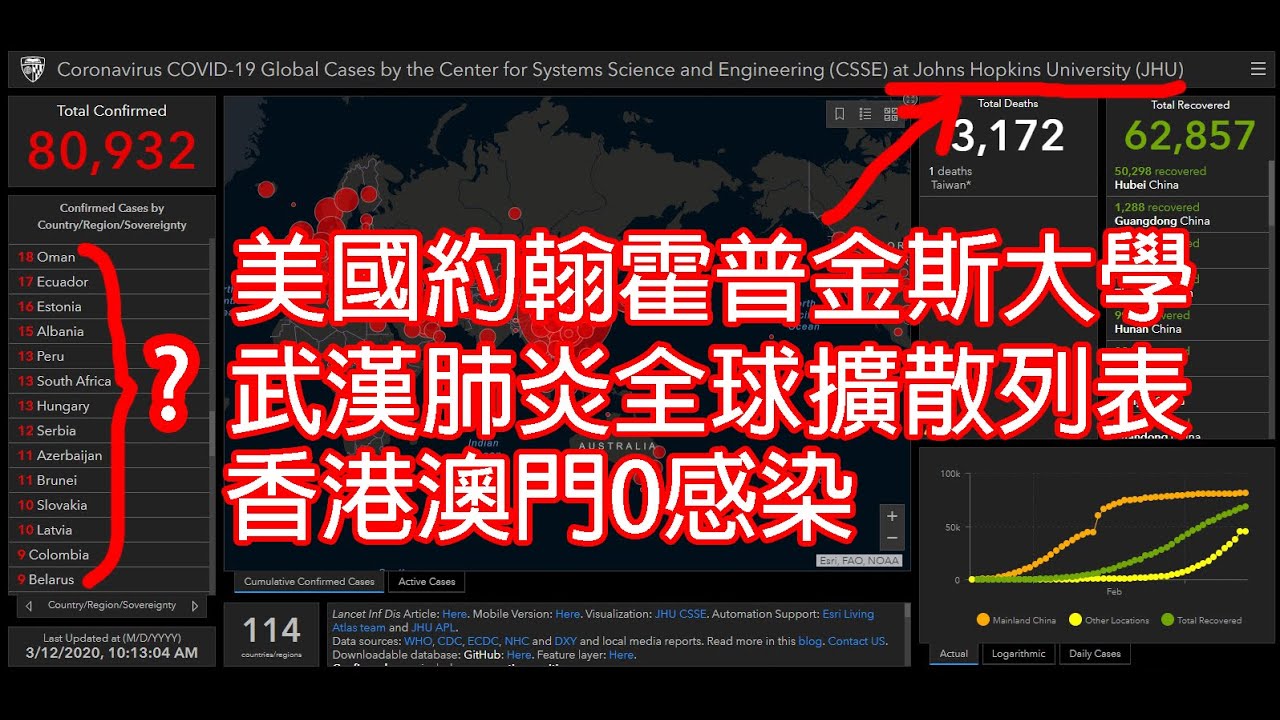 Coronavirus COVID-19 Global Cases by the Center for Systems Science and Engineering (CSSE) at Johns Hopkins University (JHU)
Total Confirmed
80,932
Confirmed Cases by
Country/Region/Sovereignty
18 Oman
17 Ecuador
16 Estonia
15 Albania
13 Peru
13 South Africa
13 Hungary
12 Serbia
11 Azerbaijan
11 Brunei
10 Slovakia
10 Latvia
9 Colombia
9 Belarus
Country/Region/Sovereignty
Last Updated at (M/D/YYYY)
3/12/2020, 10:13:04 AM
?
美國約翰霍普金斯大學
武漢肺炎全球擴散列表
香港澳門0感染
Indian
Ocean
AUSTRALIA
Esri, FAO, NOAA
Cumulative Confirmed Cases
Active Cases
114
countries/regions
Lancet Inf Dis Article: Here. Mobile Version: Here. Visualization: JHU CSSE. Automation Support: Esri Living
Atlas team and JHU APL.
Data sources: WHO, CDC, ECDC, NHC and DXY and local media reports. Read more in this blog. Contact US.
Downloadable database: GitHub: Here. Feature layer: Here.
Total Deaths
3,172
1 deaths
Taiwan*
Total Recovered
62,857
50,298 recovered
Hubei China
1,288 recovered
Guangdong China
Hunan China
100k
50k
0
Feb
Mainland China
Other Locations
Total Recovered
Actual
Logarithmic
Daily Cases